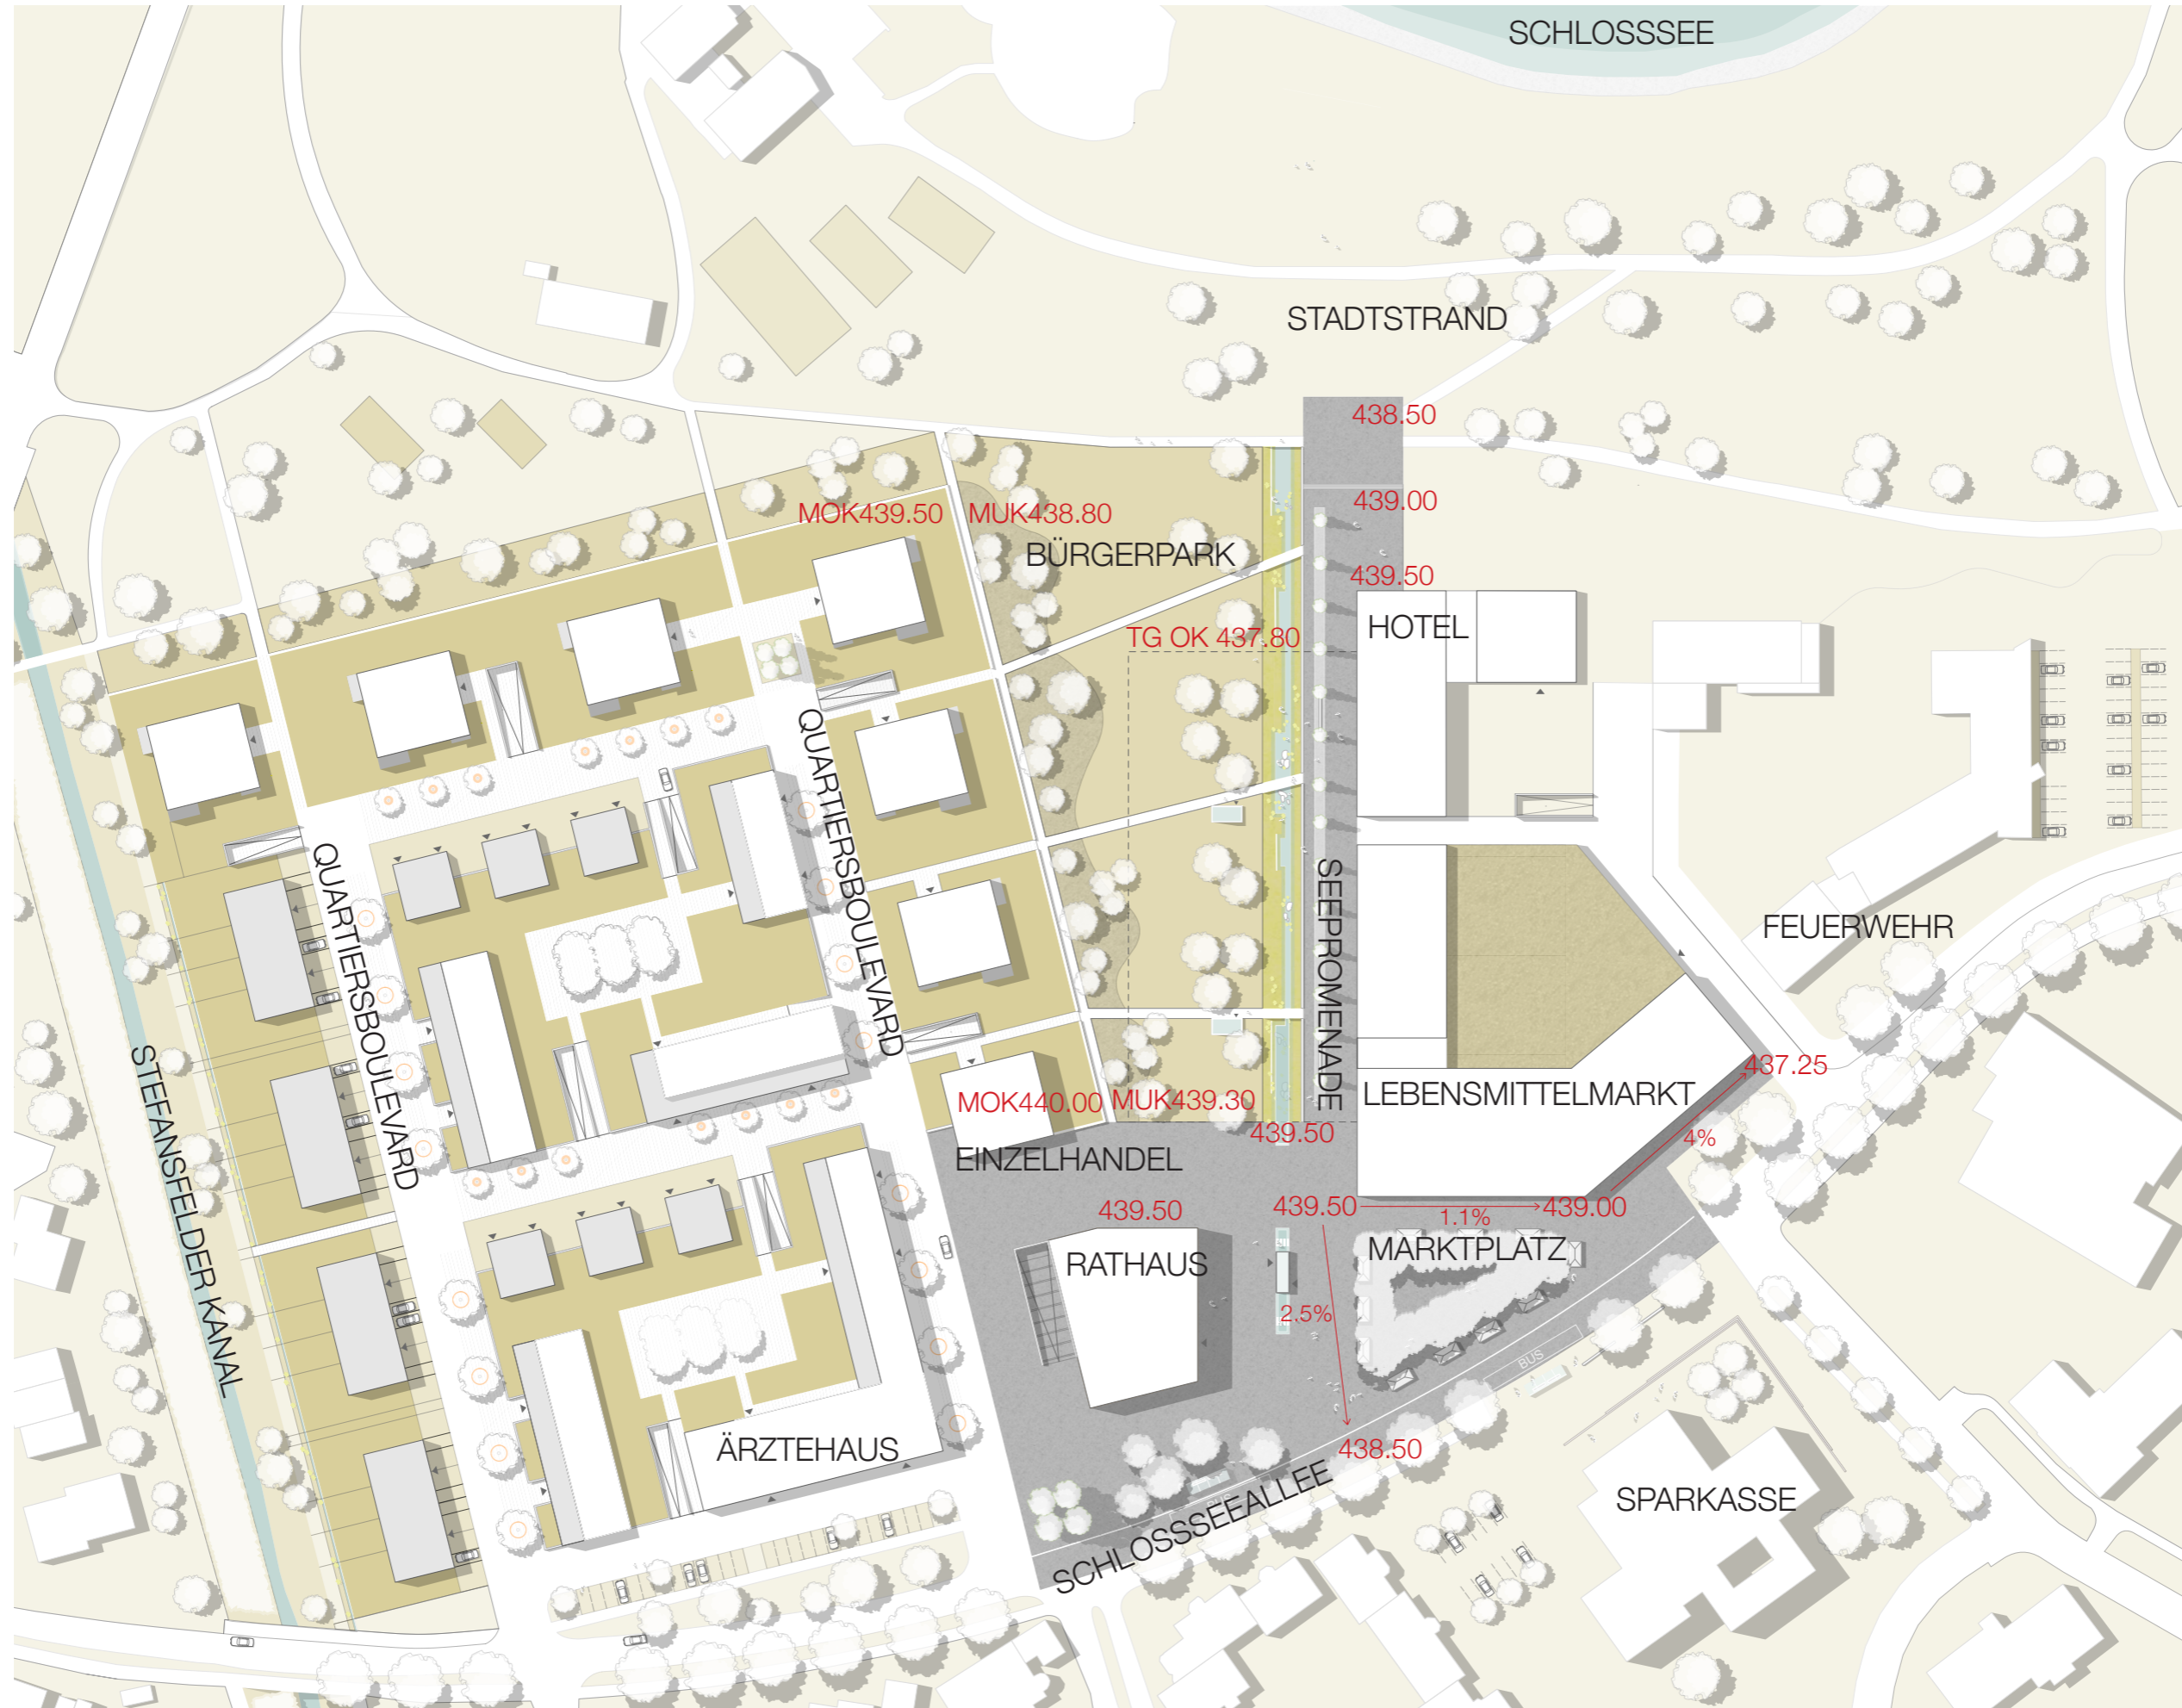 SCHLOSSSEE
STADTSTRAND
438.50
439.00
MOK439.50
MUK438.80
BÜRGERPARK
439.50
HOTEL
TG OK 437.80
QUARTIERSBOULEVARD
QUARTIERSBOULEVARD
SEEPROMENADE
FEUERWEHR
STEFANSFELDER KANAL
437.25
LEBENSMITTELMARKT
MOK440.00
MUK439.30
439.50
4%
EINZELHANDEL
439.50
439.50
1.1%
439.00
RATHAUS
MARKTPLATZ
2.5%
BUS
438.50
ÄRZTEHAUS
BUS
SCHLOSSSEEALLEE
SPARKASSE